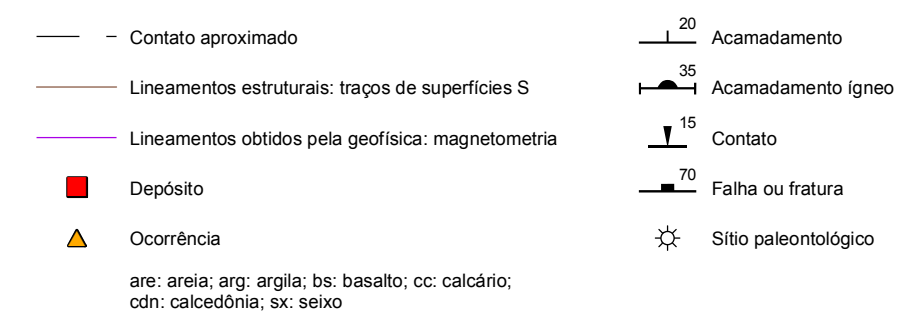 Contato aproximado
Lineamentos estruturais: traços de superfícies S
Lineamentos obtidos pela geofísica: magnetometria
Depósito
Ocorrência
are: areia; arg: argila; bs: basalto; cc: calcário;
cdn: calcedônia; sx: seixo
20 Acamadamento
35 Acamadamento ígneo
15 Contato
70 Falha ou fratura
Sítio paleontológico